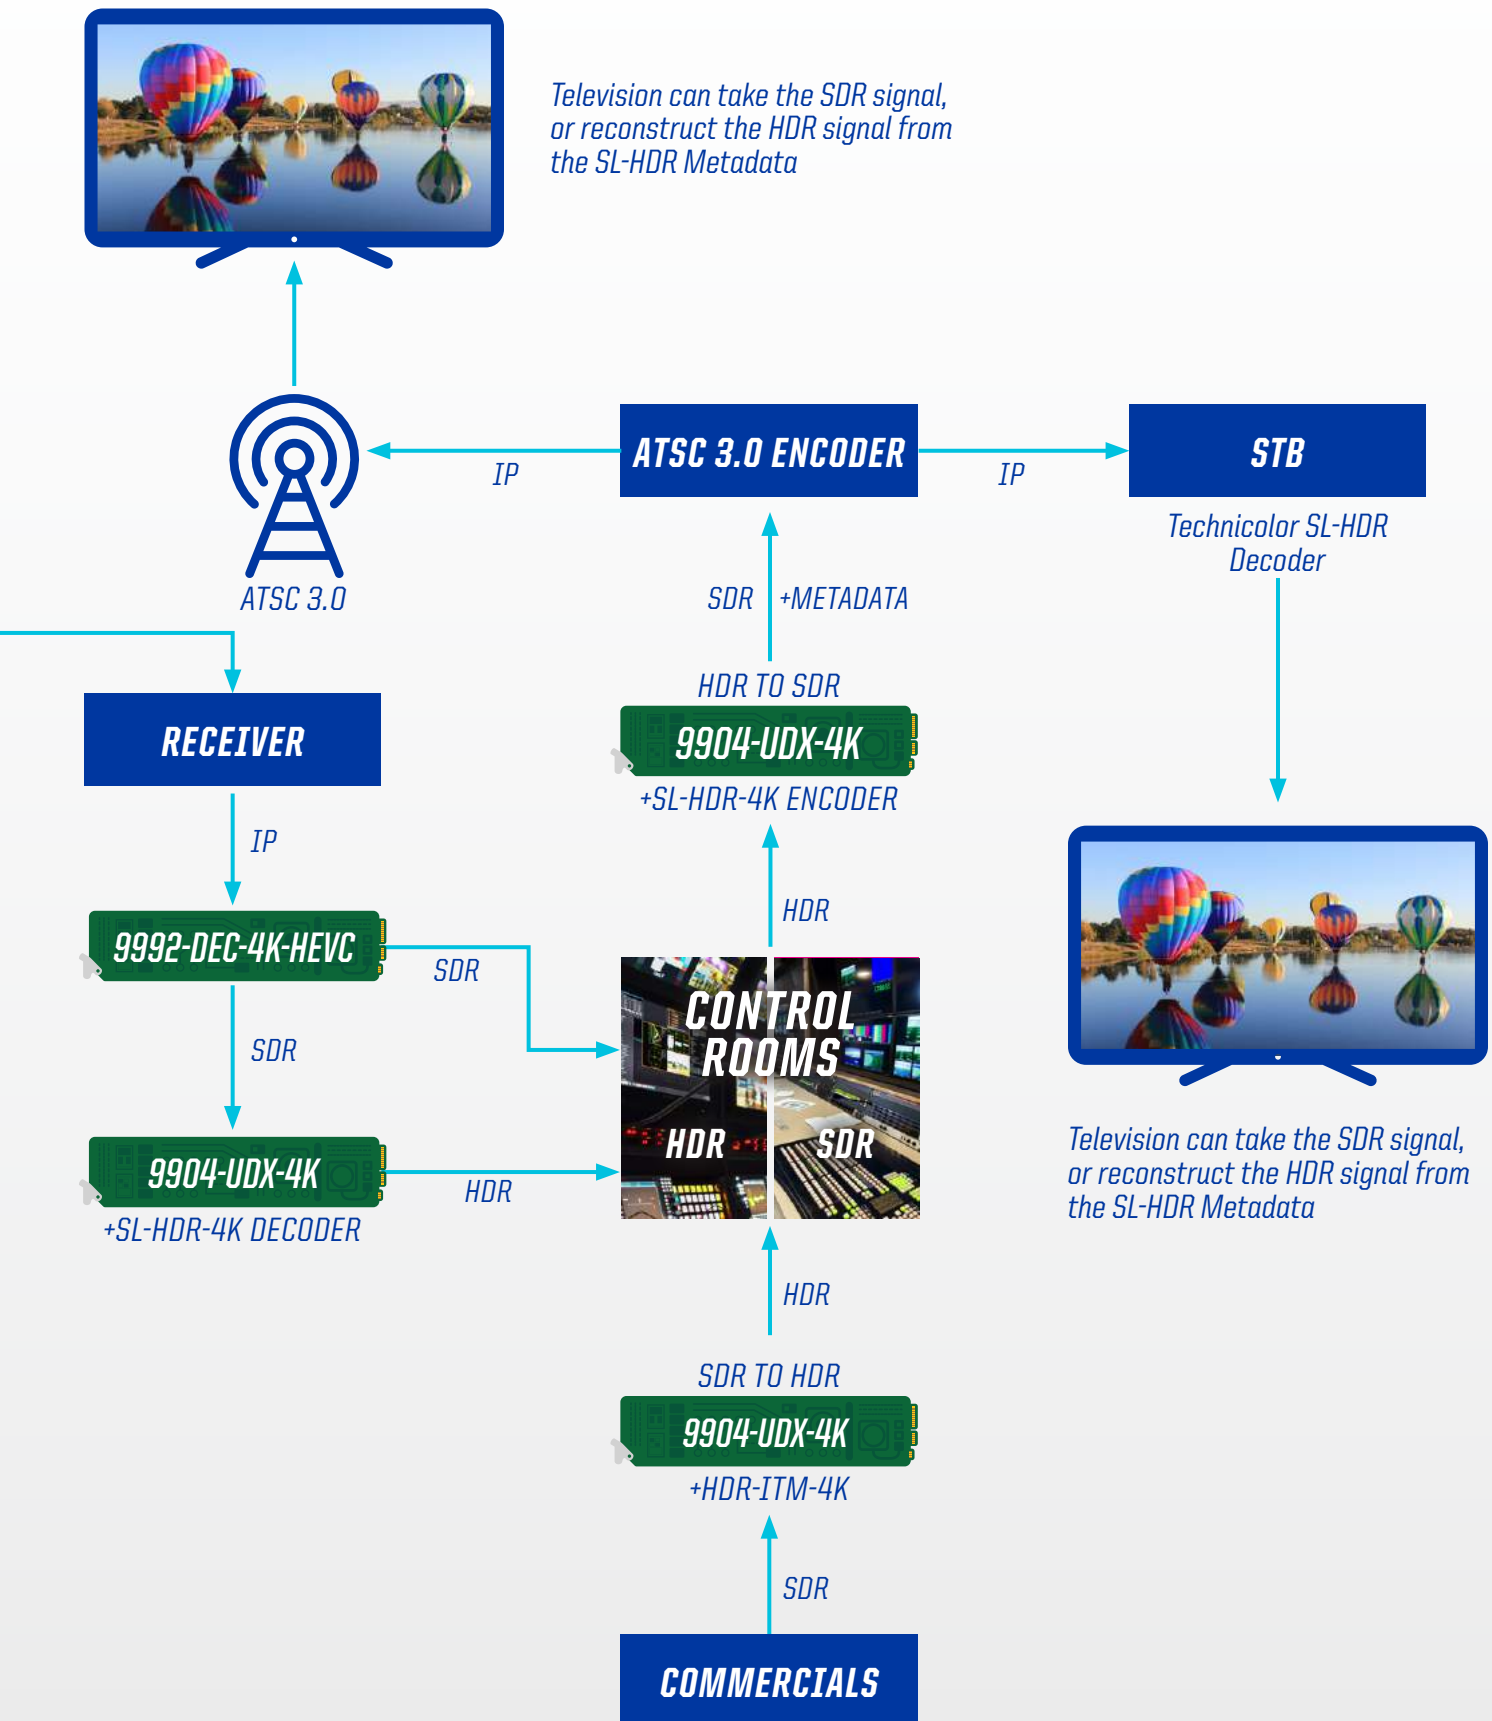 Television can take the SDR signal,
or reconstruct the HDR signal from
the SL-HDR Metadata
ATSC 3.0 ENCODER
STB
IP
IP
Technicolor SL-HDR
Decoder
ATSC 3.0
SDR
+METADATA
HDR TO SDR
RECEIVER
9904-UDX-4K
+SL-HDR-4K ENCODER
IP
HDR
9992-DEC-4K-HEVC
SDR
CONTROL
ROOMS
SDR
HDR
SDR
Television can take the SDR signal,
or reconstruct the HDR signal from
the SL-HDR Metadata
9904-UDX-4K
HDR
+SL-HDR-4K DECODER
HDR
SDR TO HDR
9904-UDX-4K
+HDR-ITM-4K
SDR
COMMERCIALS